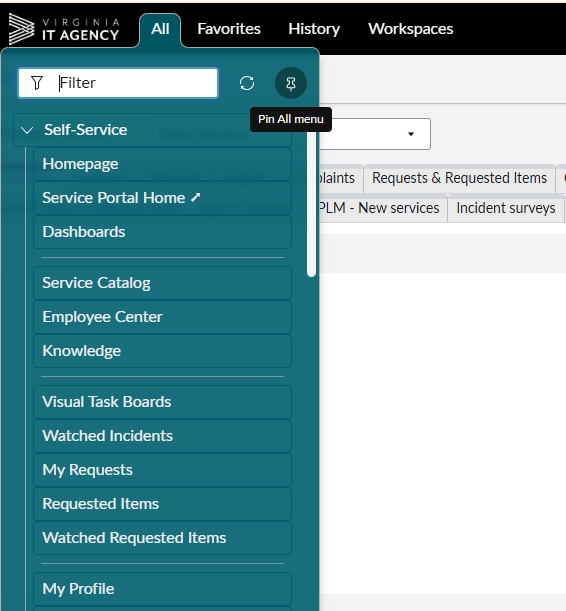 VIRGINIA
IT AGENCY
All
Favorites
History
Workspaces
Filter
Pin All menu
Self-Service
Homepage
Service Portal Home
Dashboards
Service Catalog
Employee Center
Knowledge
Visual Task Boards
Watched Incidents
My Requests
Requested Items
Watched Requested Items
My Profile
Requests & Requested Items
PLM - New services
Incident surveys